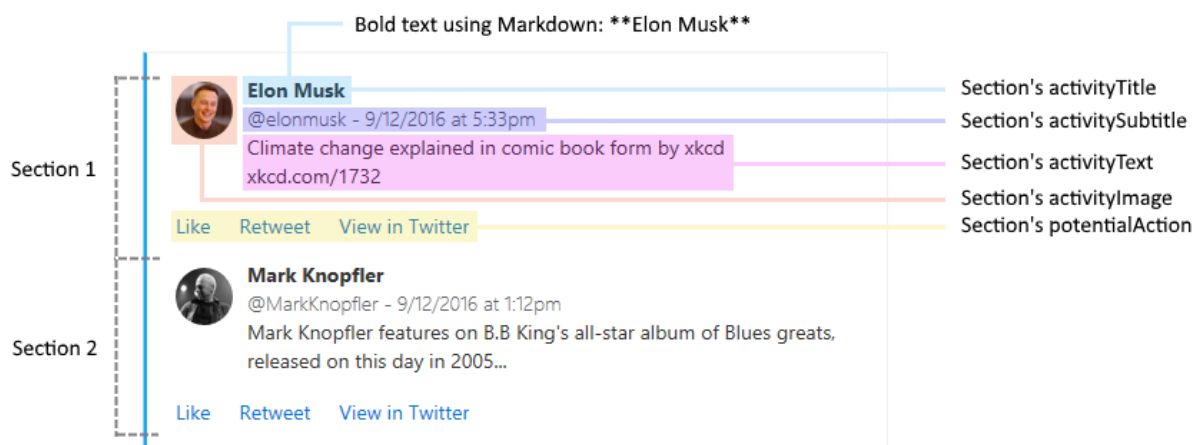 Bold text using Markdown: **Elon Musk**
Elon Musk
Section's activityTitle
@elonmusk - 9/12/2016 at 5:33pm
Section's activitySubtitle
Climate change explained in comic book form by xkcd
xkcd.com/1732
Section's activityText
Section 1
Section's activityImage
Like Retweet View in Twitter
Section's potentialAction
Mark Knopfler
@MarkKnopfler - 9/12/2016 at 1:12pm
Mark Knopfler features on B.B King's all-star album of Blues greats,
released on this day in 2005...
Section 2
Like Retweet View in Twitter